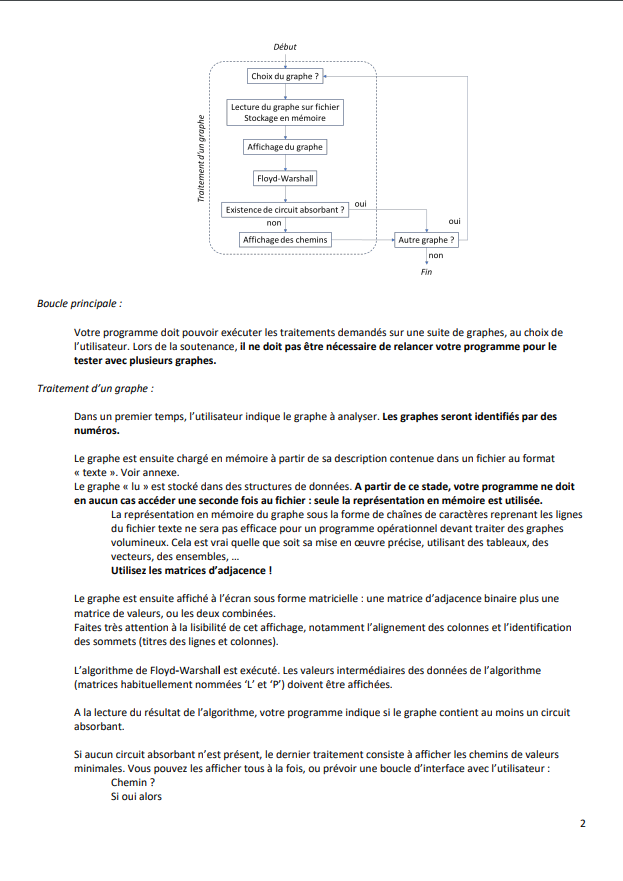 Début
Choix du graphe ?
Lecture du graphe sur fichier
Stockage en mémoire
Affichage du graphe
Floyd-Warshall
Existence de circuit absorbant ?
oui
non
Affichage des chemins
Traitement d'un graphe
Autre graphe ?
oui
non
Fin
Boucle principale :
Votre programme doit pouvoir exécuter les traitements demandés sur une suite de graphes, au choix de
l'utilisateur. Lors de la soutenance, il ne doit pas être nécessaire de relancer votre programme pour le
tester avec plusieurs graphes.
Traitement d'un graphe :
Dans un premier temps, l'utilisateur indique le graphe à analyser. Les graphes seront identifiés par des
numéros.
Le graphe est ensuite chargé en mémoire à partir de sa description contenue dans un fichier au format
« texte ». Voir annexe.
Le graphe « lu » est stocké dans des structures de données. A partir de ce stade, votre programme ne doit
en aucun cas accéder une seconde fois au fichier : seule la représentation en mémoire est utilisée.
La représentation en mémoire du graphe sous la forme de chaînes de caractères reprenant les lignes
du fichier texte ne sera pas efficace pour un programme opérationnel devant traiter des graphes
volumineux. Cela est vrai quelle que soit sa mise en œuvre précise, utilisant des tableaux, des
vecteurs, des ensembles, …
Utilisez les matrices d'adjacence !
Le graphe est ensuite affiché à l'écran sous forme matricielle : une matrice d'adjacence binaire plus une
matrice de valeurs, ou les deux combinées.
Faites très attention à la lisibilité de cet affichage, notamment l'alignement des colonnes et l'identification
des sommets (titres des lignes et colonnes).
L'algorithme de Floyd-Warshall est exécuté. Les valeurs intermédiaires des données de l'algorithme
(matrices habituellement nommées 'L' et 'P') doivent être affichées.
A la lecture du résultat de l'algorithme, votre programme indique si le graphe contient au moins un circuit
absorbant.
Si aucun circuit absorbant n'est présent, le dernier traitement consiste à afficher les chemins de valeurs
minimales. Vous pouvez les afficher tous à la fois, ou prévoir une boucle d'interface avec l'utilisateur :
Chemin ?
Si oui alors
2